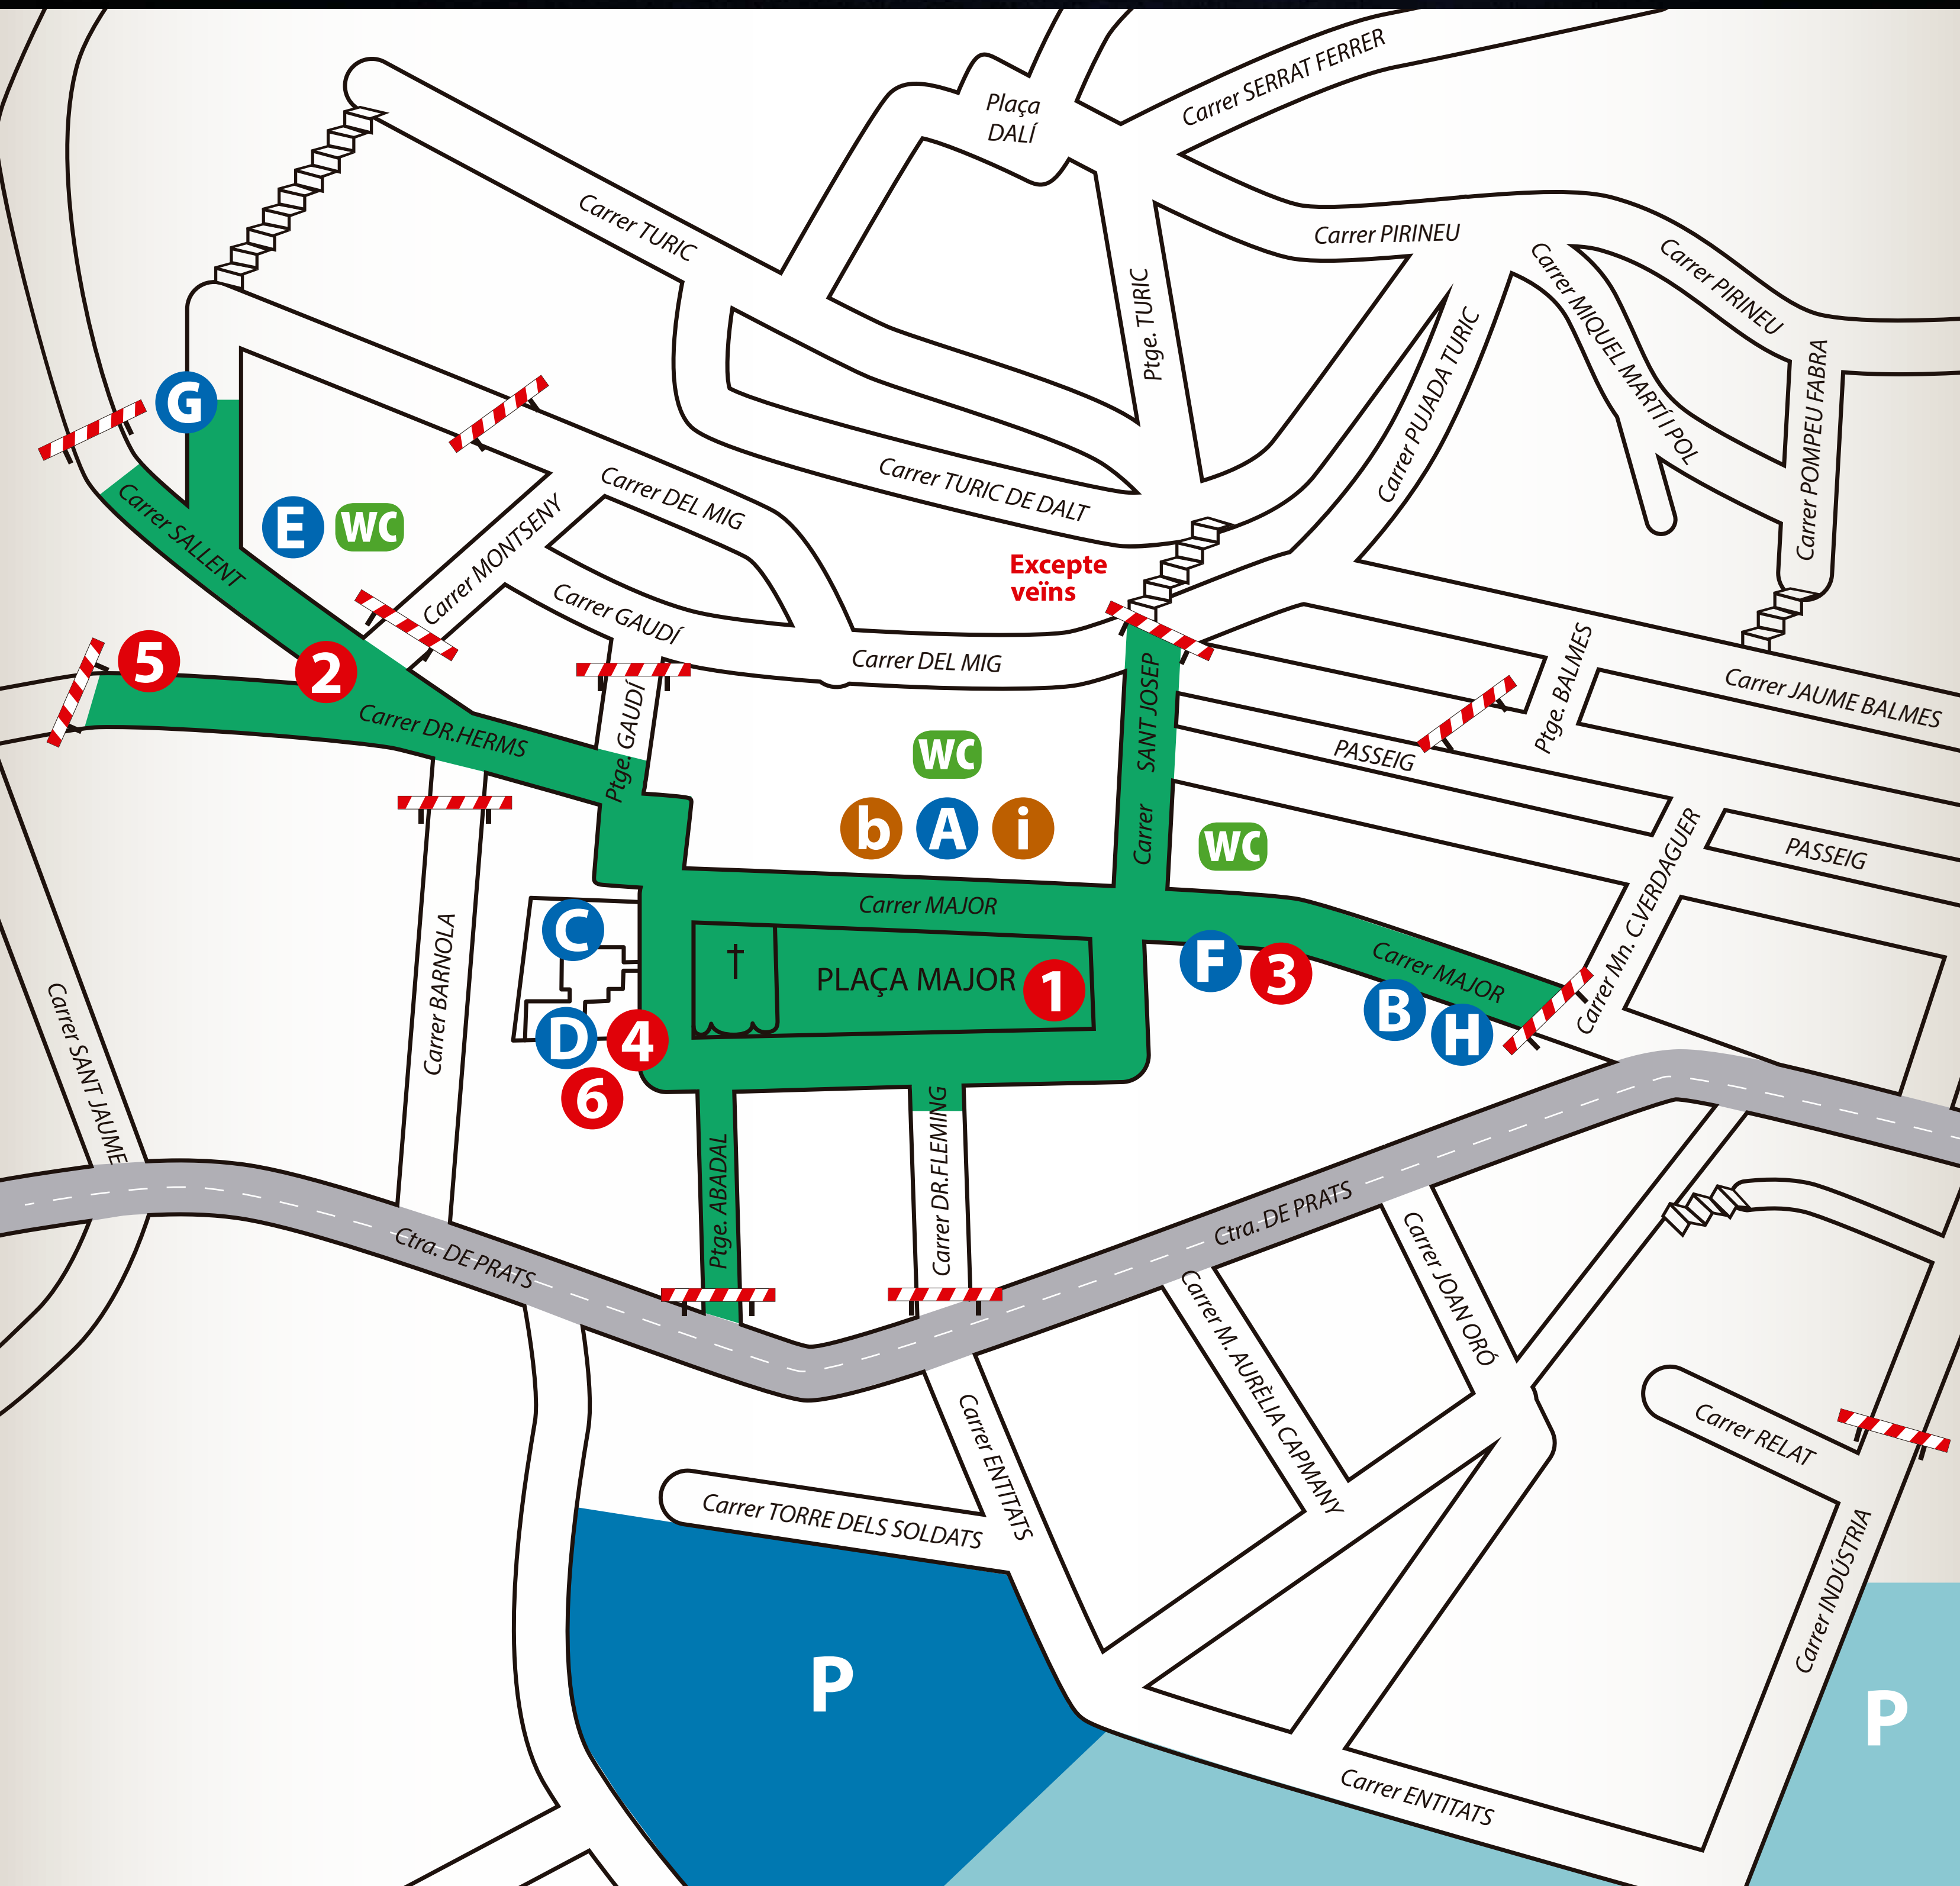 Carrer SERRAT FERRER
Plaça
DALÍ
Carrer TURIC
Carrer PIRINEU
Carrer PIRINEU
Ptge. TURIC
Carrer MIQUEL MARTÍ POL
Carrer PUJADA TURIC
Carrer POMPEU FABRA
G
Carrer TURIC DE DALT
Carrer DEL MIG
Carrer SALLENT
E
WC
Carrer MONTSENY
Excepte
veïns
Carrer GAUDÍ
Carrer DEL MIG
5
2
Carrer DR.HERMS
Ptge. GAUDÍ
Carrer SANT JOSEP
Ptge. BALMES
Carrer JAUME BALMES
PASSEIG
WC
b
A
i
WC
Carrer Mn. C.VERDAGUER
PASSEIG
Carrer MAJOR
C
PLAÇA MAJOR
1
F
3
Carrer MAJOR
B
H
D
4
6
Carrer BARNOLA
Carrer SANT JAUME
Ptge. ABADAL
Carrer DR.FLEMING
Ctra. DE PRATS
Ctra. DE PRATS
Carrer JOAN ORÓ
Carrer M. AURÈLIA CAPMANY
Carrer ENTITATS
Carrer RELAT
Carrer TORRE DELS SOLDATS
Carrer INDÚSTRIA
P
P
Carrer ENTITATS